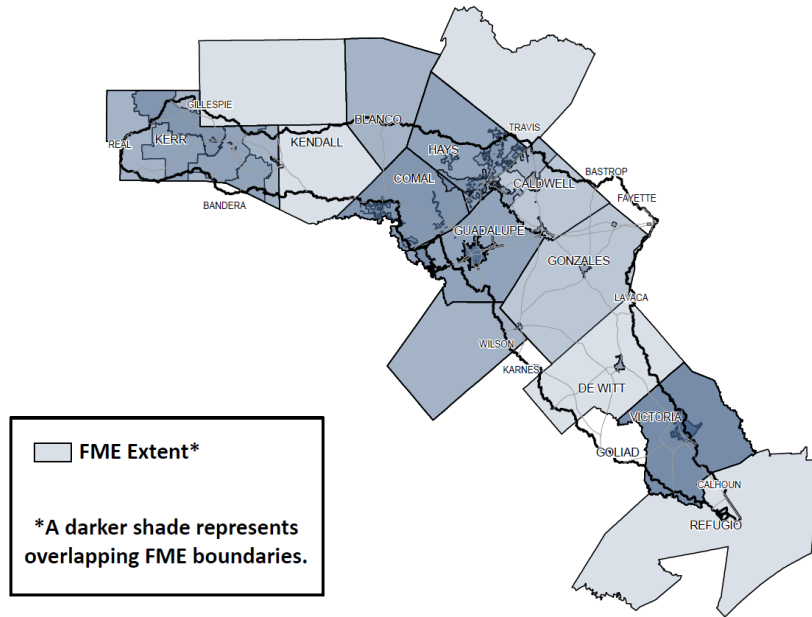 GILLESPIE
BLANCO
TRAVIS
REAL
KERR
KENDALL
HAYS
BASTROP
COMAL
CALDWELL
FAYETTE
BANDERA
GUADALUPE
GONZALES
LAVACA
WILSON
KARNES
DE WITT
VICTORIA
GOLIAD
CALHOUN
REFUGIO
FME Extent*
*A darker shade represents
overlapping FME boundaries.